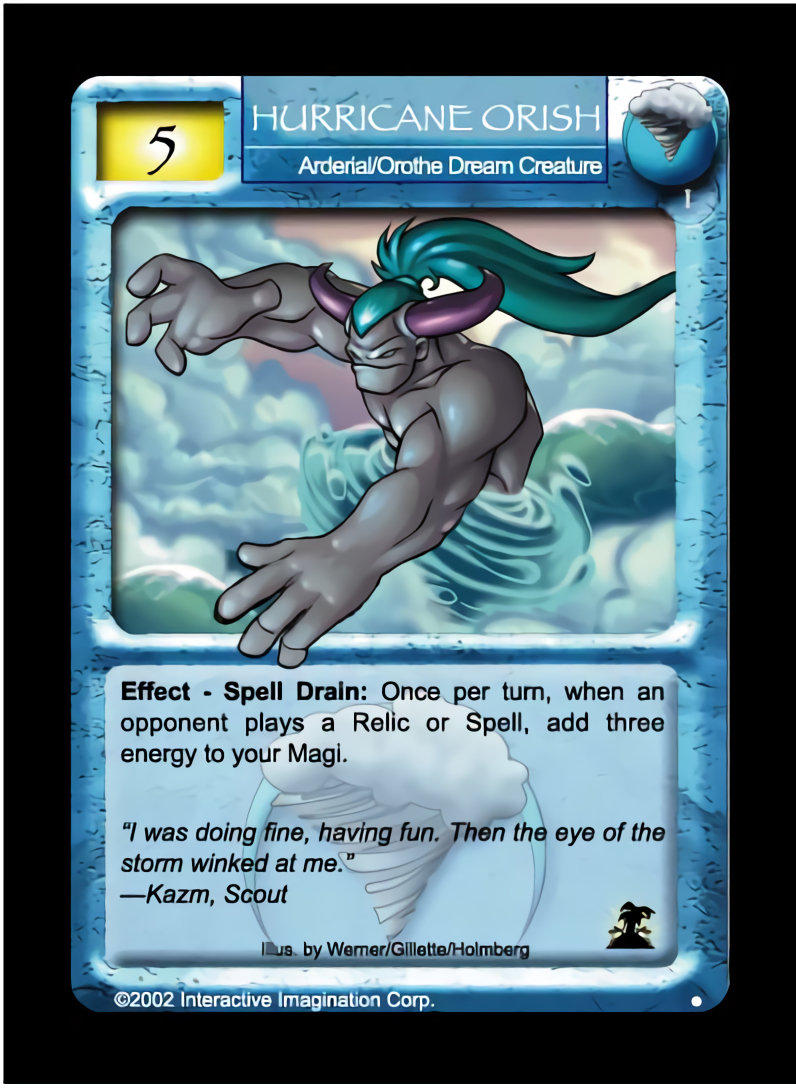 5
HURRICANE ORISH
Arderial/Orothe Dream Creature
I
Effect - Spell Drain: Once per turn, when an
opponent plays a Relic or Spell, add three
energy to your Magi.
"I was doing fine, having fun. Then the eye of the
storm winked at me."
—Kazm, Scout
Illus. by Werner/Gillette/Holmberg
©2002 Interactive Imagination Corp.